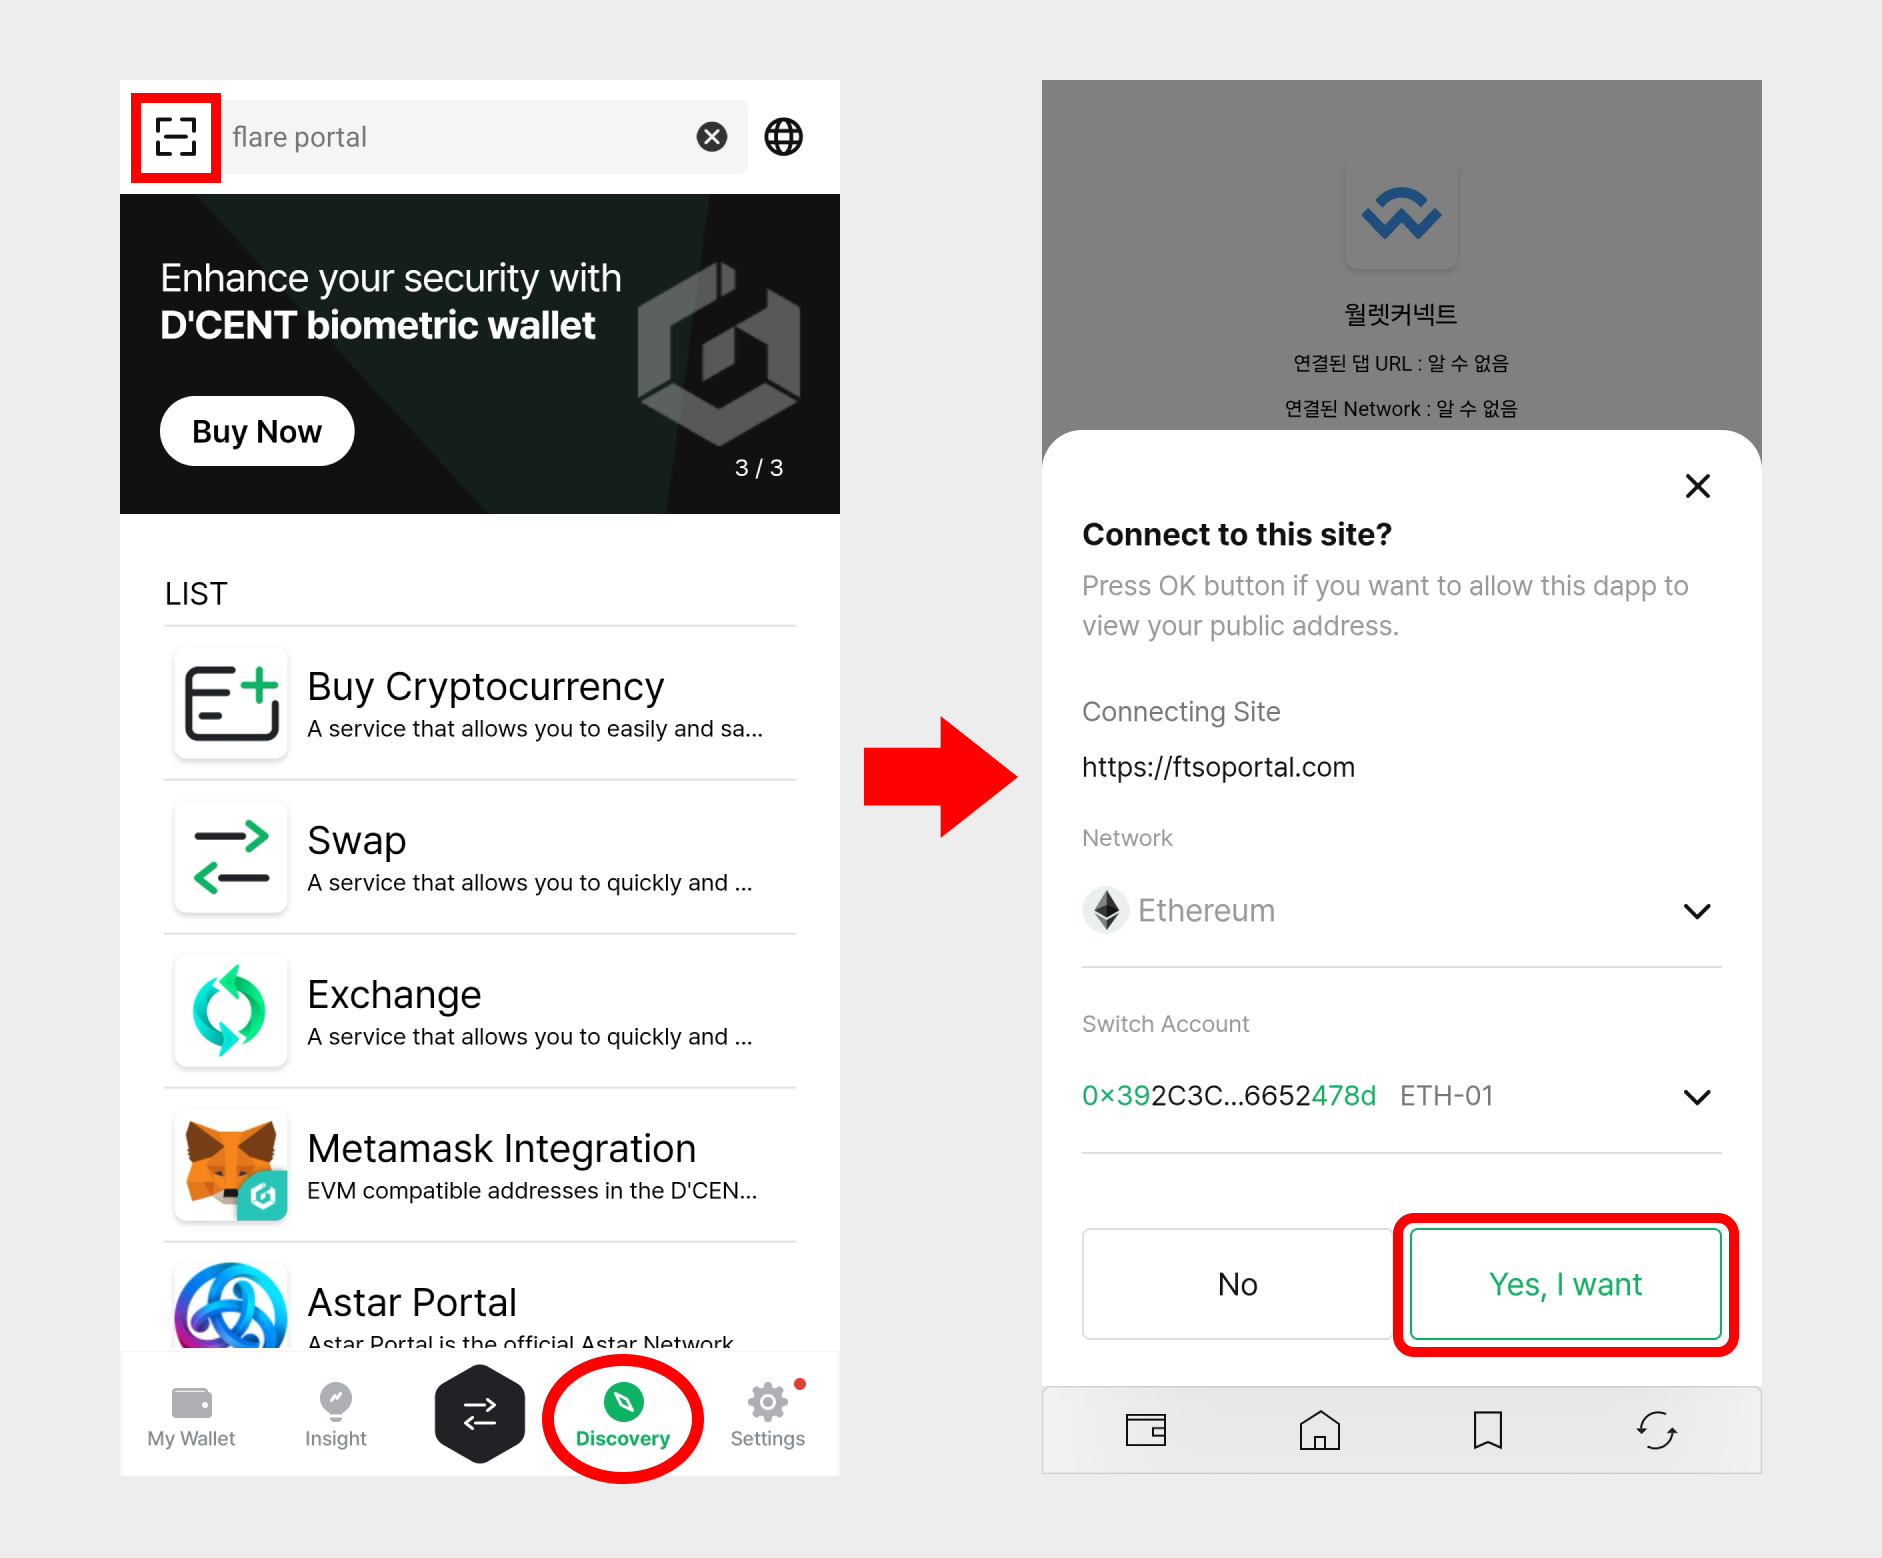 flare portal
Enhance your security with
D'CENT biometric wallet
Buy Now
3 / 3
LIST
Buy Cryptocurrency
A service that allows you to easily and sa...
Swap
A service that allows you to quickly and ...
Exchange
A service that allows you to quickly and ...
Metamask Integration
EVM compatible addresses in the D'CEN...
Astar Portal
Astar Portal is the official Astar Network
My Wallet
Insight
Discovery
Settings
월렛커넥트
연결된 댑 URL : 알 수 없음
연결된 Network : 알 수 없음
Connect to this site?
Press OK button if you want to allow this dapp to
view your public address.
Connecting Site
https://ftsoportal.com
Network
Ethereum
Switch Account
0×392C3C...6652478d ETH-01
No
Yes, I want